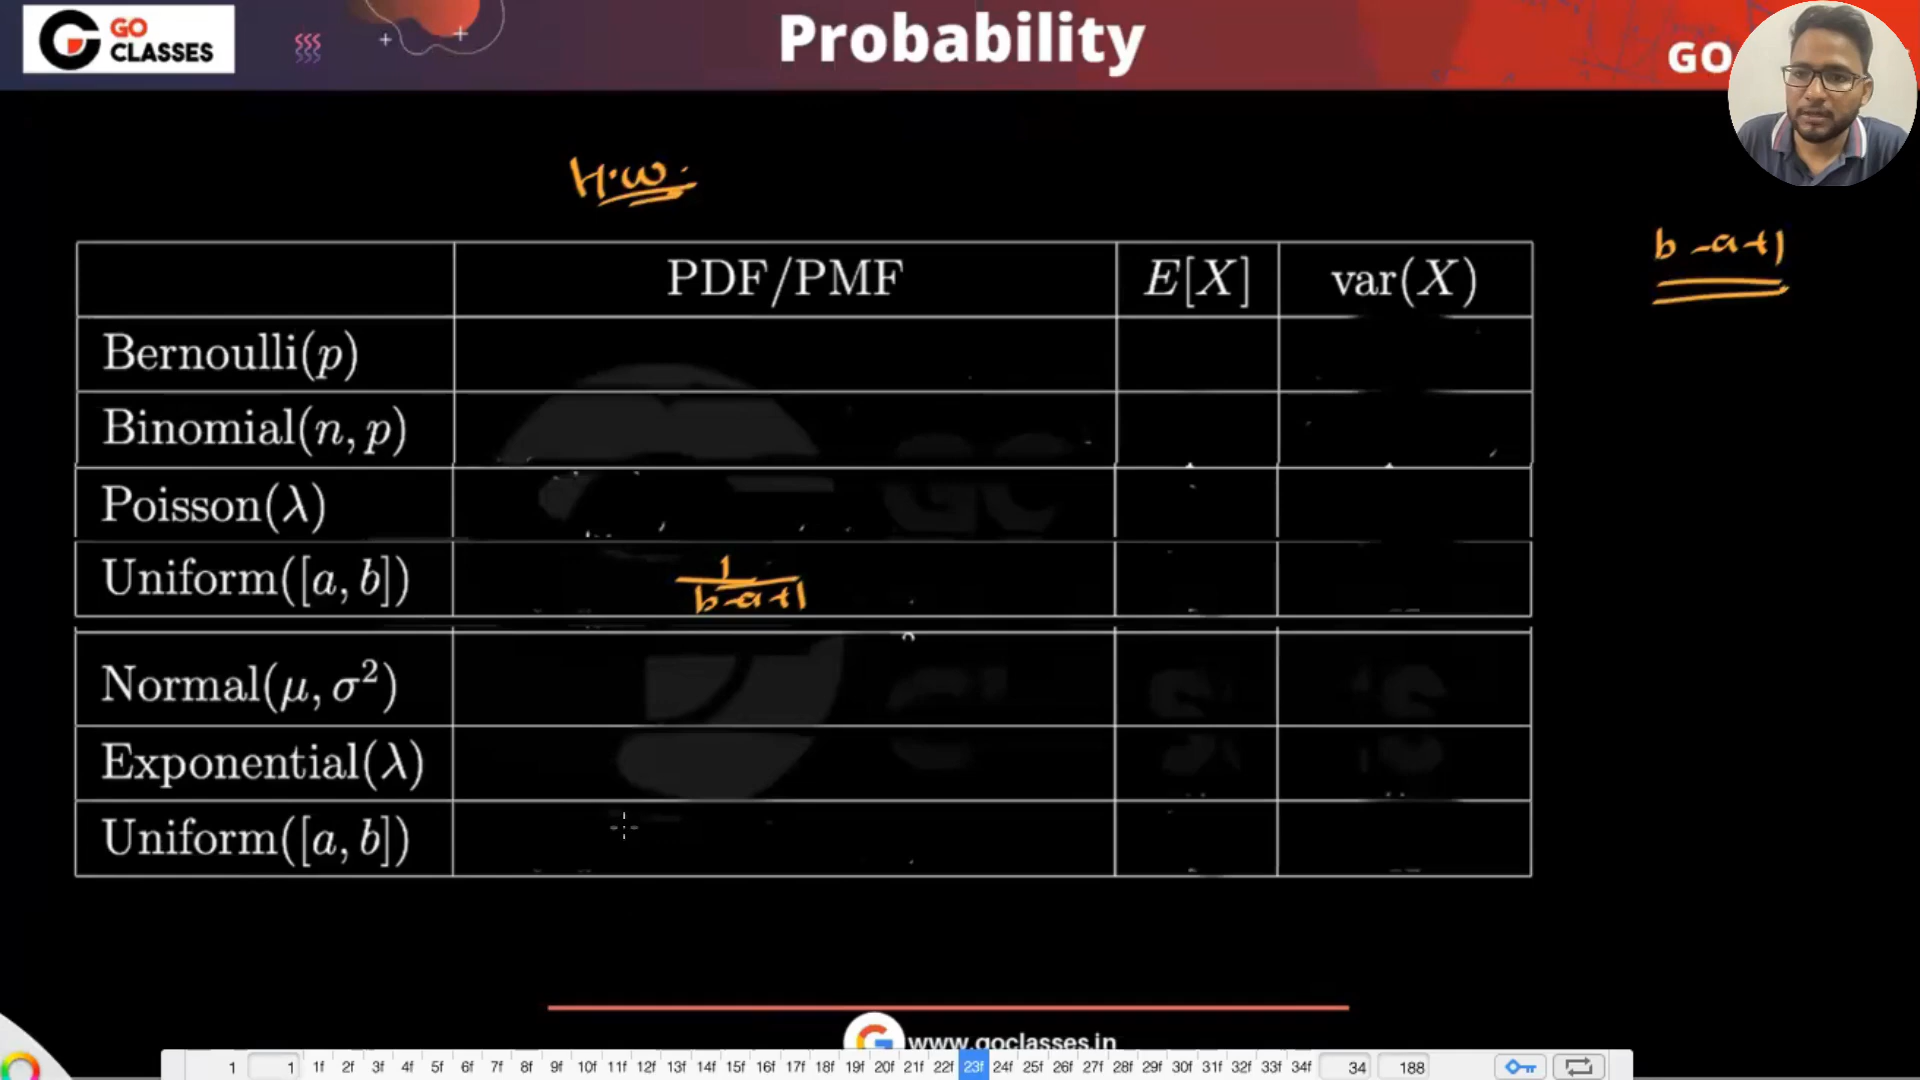 GO
CLASSES
Probability
GO
H.W.
b-a+1
PDF/PMF E[X] var(X)
Bernoulli(p)
Binomial(n, p)
Poisson(λ)
Uniform([a, b]) 1/(b-a+1)
Normal(μ, σ²)
Exponential(λ)
Uniform([a, b])
www.goclasses.in
1 1 1f 2f 3f 4f 5f 6f 7f 8f 9f 10f 11f 12f 13f 14f 15f 16f 17f 18f 19f 20f 21f 22f 23f 24f 25f 26f 27f 28f 29f 30f 31f 32f 33f 34f 34 188